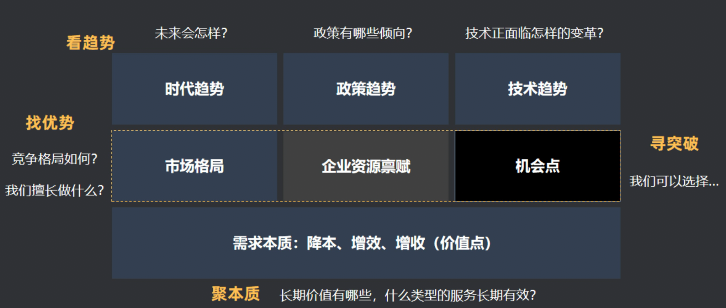 看趋势
未来会怎样？
政策有哪些倾向？
技术正面临怎样的变革？
时代趋势
政策趋势
技术趋势
找优势
竞争格局如何？
我们擅长做什么？
市场格局
企业资源禀赋
机会点
寻突破
我们可以选择...
需求本质：降本、增效、增收（价值点）
聚本质
长期价值有哪些，什么类型的服务长期有效？